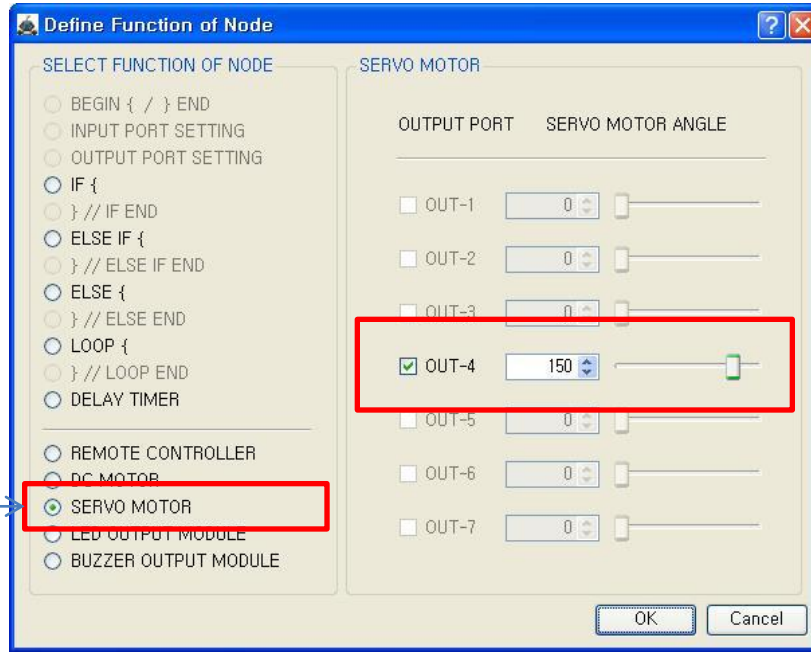 Define Function of Node
SELECT FUNCTION OF NODE
BEGIN { / } END
INPUT PORT SETTING
OUTPUT PORT SETTING
IF {
} // IF END
ELSE IF {
} // ELSE IF END
ELSE {
} // ELSE END
LOOP {
} // LOOP END
DELAY TIMER
REMOTE CONTROLLER
DC MOTOR
SERVO MOTOR
LED OUTPUT MODULE
BUZZER OUTPUT MODULE
SERVO MOTOR
OUTPUT PORT SERVO MOTOR ANGLE
OUT-1 0
OUT-2 0
OUT-3 0
OUT-4 150
OUT-5 0
OUT-6 0
OUT-7 0
OK Cancel